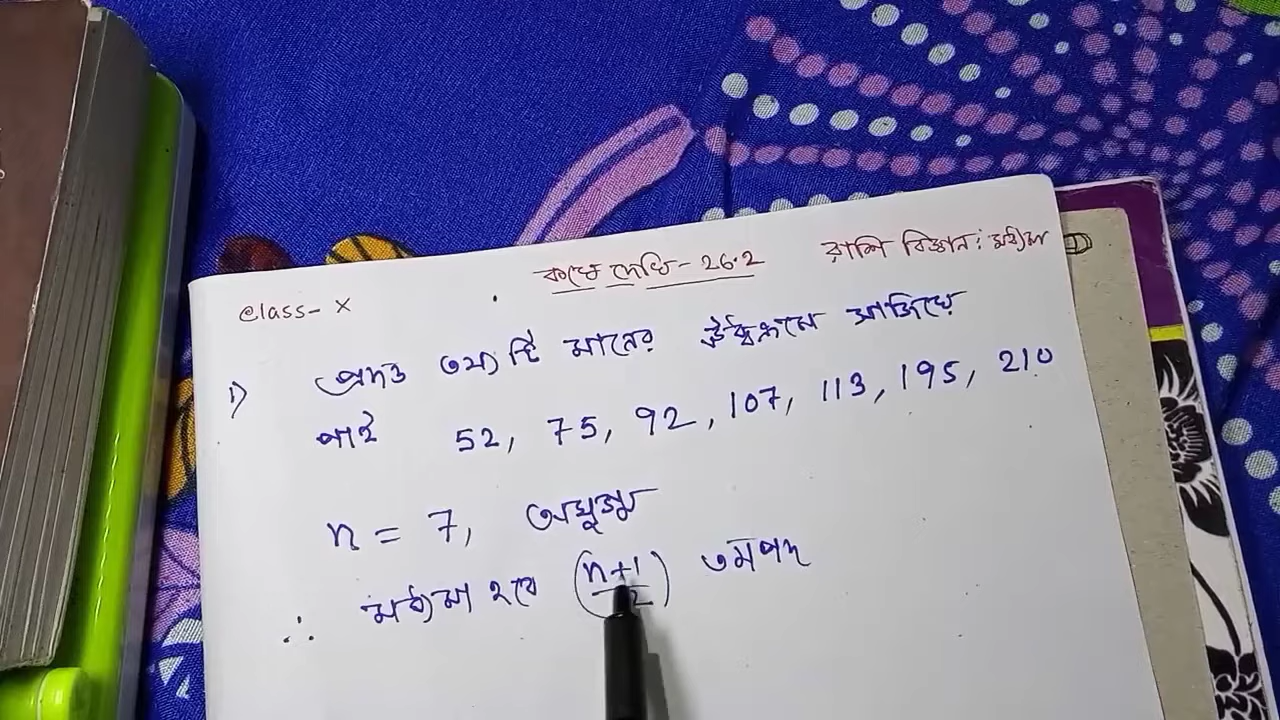 কষে দেখি - 26.2
রাশি বিজ্ঞান : মধ্যমা
Class - X
1) প্রদত্ত তথ্যটি মানের ঊর্ধ্বক্রমে সাজিয়ে
পাই 52, 75, 92, 107, 113, 195, 210
n = 7, অযুগ্ম
∴ মধ্যমা হবে (n+1/2) তম পদ